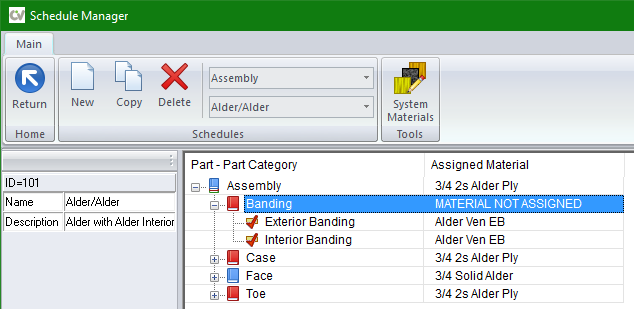 CV Schedule Manager
Main
Return
New
Copy
Delete
Assembly
Alder/Alder
System
Materials
Home
Schedules
Tools
ID=101
Name Alder/Alder
Description Alder with Alder Interior
Part - Part Category Assigned Material
Assembly 3/4 2s Alder Ply
Banding MATERIAL NOT ASSIGNED
Exterior Banding Alder Ven EB
Interior Banding Alder Ven EB
Case 3/4 2s Alder Ply
Face 3/4 Solid Alder
Toe 3/4 2s Alder Ply